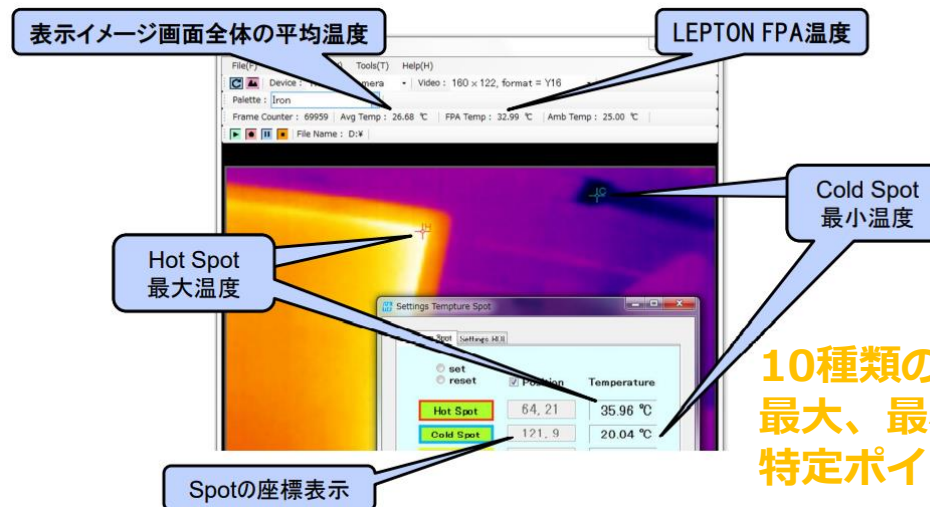 表示イメージ画面全体の平均温度
LEPTON FPA温度
Tools(T) Help(H)
Device : Video : 160 x 122, format = Y16
Palette : Iron
Frame Counter : 69959 Avg Temp : 26.68 ℃ FPA Temp : 32.99 ℃ Amb Temp : 25.00 ℃
File Name : D:¥
Cold Spot
最小温度
Hot Spot
最大温度
Settings Tempture Spot
Spot Settings
set
reset
Position Temperature
Hot Spot 64, 21 35.96 ℃
Cold Spot 121, 9 20.04 ℃
10種類の
最大、最
特定ポイ
Spotの座標表示